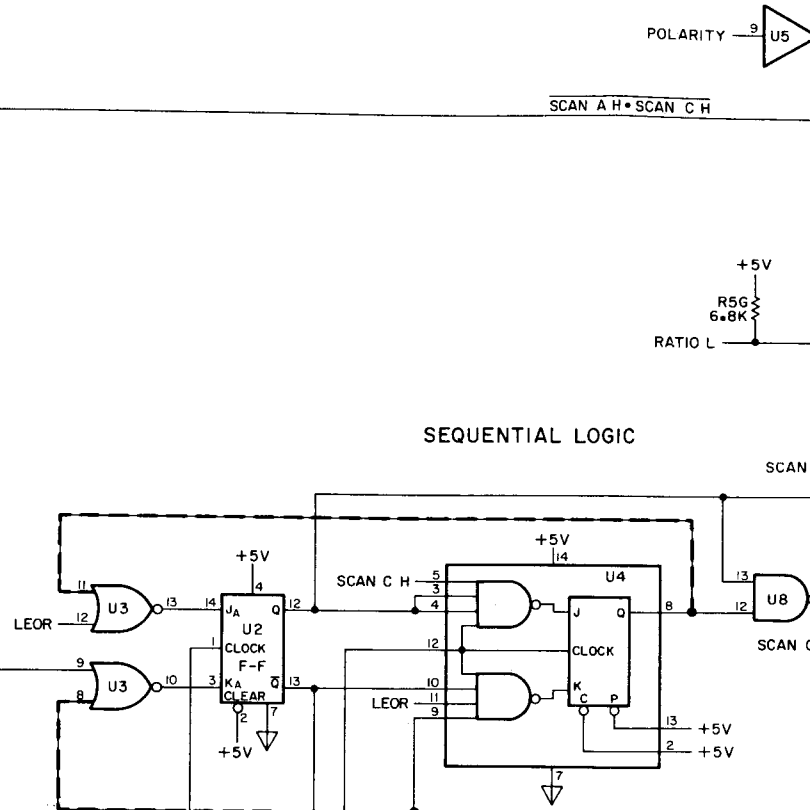 POLARITY 9 U5
SCAN A H • SCAN C H
+5V
R5G
6.8K
RATIO L
SEQUENTIAL LOGIC
SCAN
+5V
14
U4
+5V
4
SCAN C H 5
3
4
11
U3 13
LEOR 12
14 JA Q 12
U2
1 CLOCK
F-F
3 KA Q 13
CLEAR
2
7
+5V
9
U3 10
8
J Q 8
12 CLOCK
K
C P
10
LEOR 11
9
13 +5V
2 +5V
7
13
U8
12
SCAN